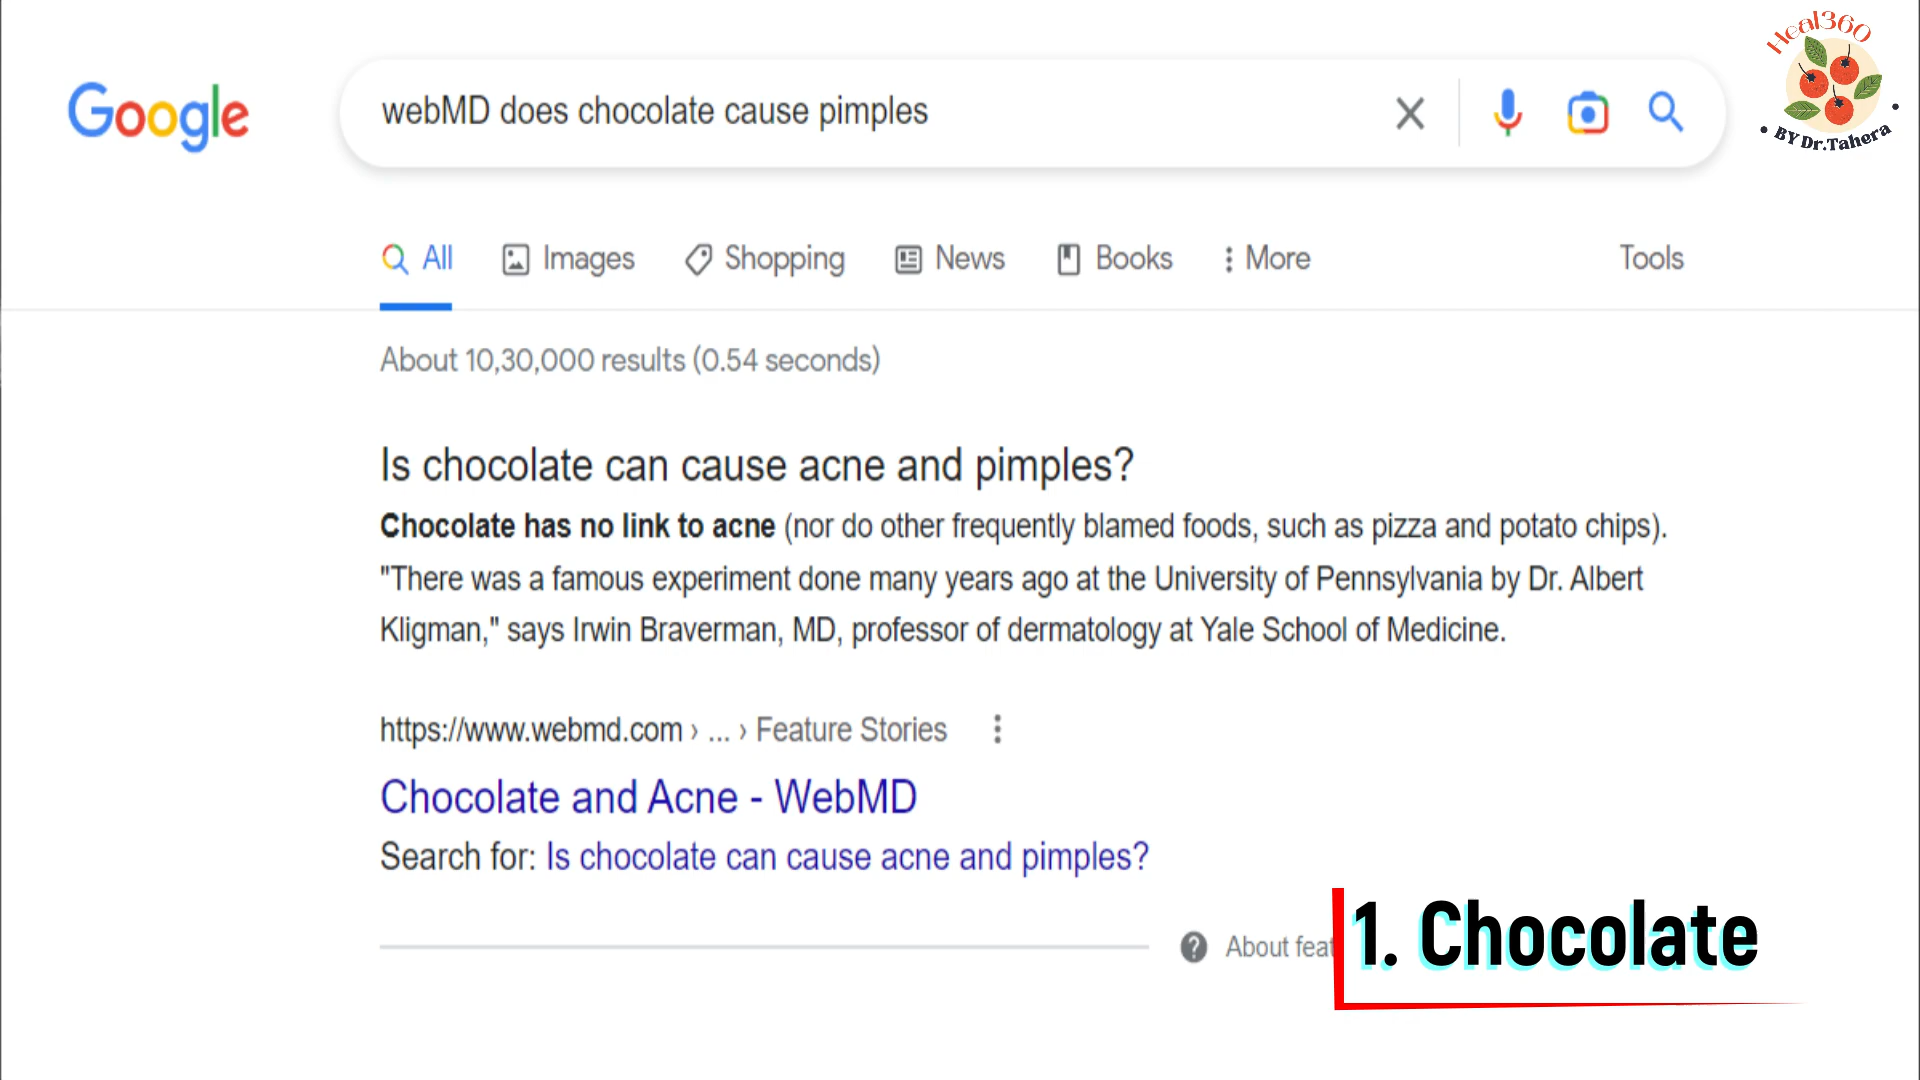 Heal360
BY Dr.Tahera
Google
webMD does chocolate cause pimples
All Images Shopping News Books More Tools
About 10,30,000 results (0.54 seconds)
Is chocolate can cause acne and pimples?
Chocolate has no link to acne (nor do other frequently blamed foods, such as pizza and potato chips).
"There was a famous experiment done many years ago at the University of Pennsylvania by Dr. Albert
Kligman," says Irwin Braverman, MD, professor of dermatology at Yale School of Medicine.
https://www.webmd.com › ... › Feature Stories
Chocolate and Acne - WebMD
Search for: Is chocolate can cause acne and pimples?
About feat
1. Chocolate